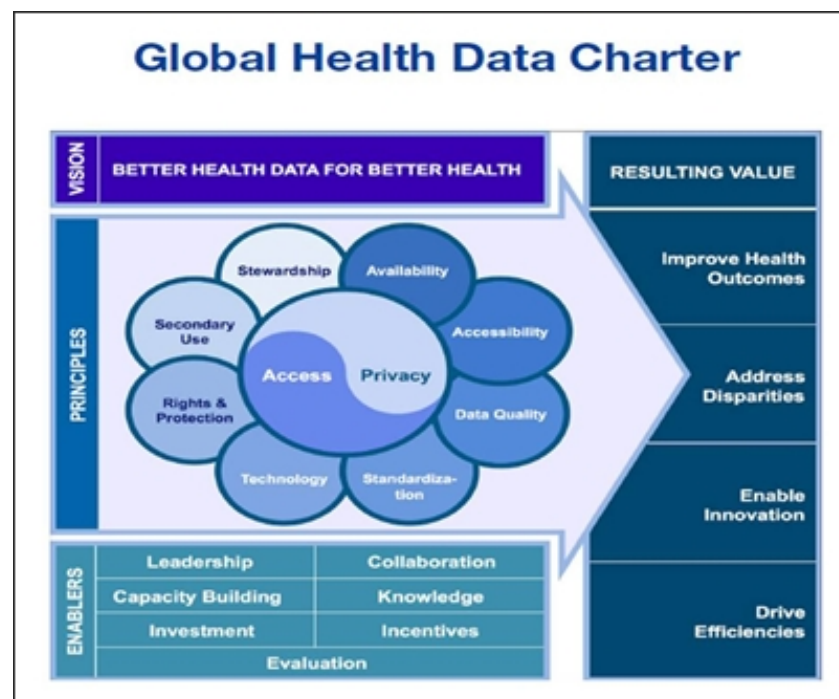 Global Health Data Charter
VISION
BETTER HEALTH DATA FOR BETTER HEALTH
RESULTING VALUE
PRINCIPLES
Stewardship
Availability
Secondary
Use
Accessibility
Access
Privacy
Rights &
Protection
Data Quality
Technology
Standardiza-
tion
Improve Health
Outcomes
Address
Disparities
Enable
Innovation
Drive
Efficiencies
ENABLERS
Leadership
Collaboration
Capacity Building
Knowledge
Investment
Incentives
Evaluation